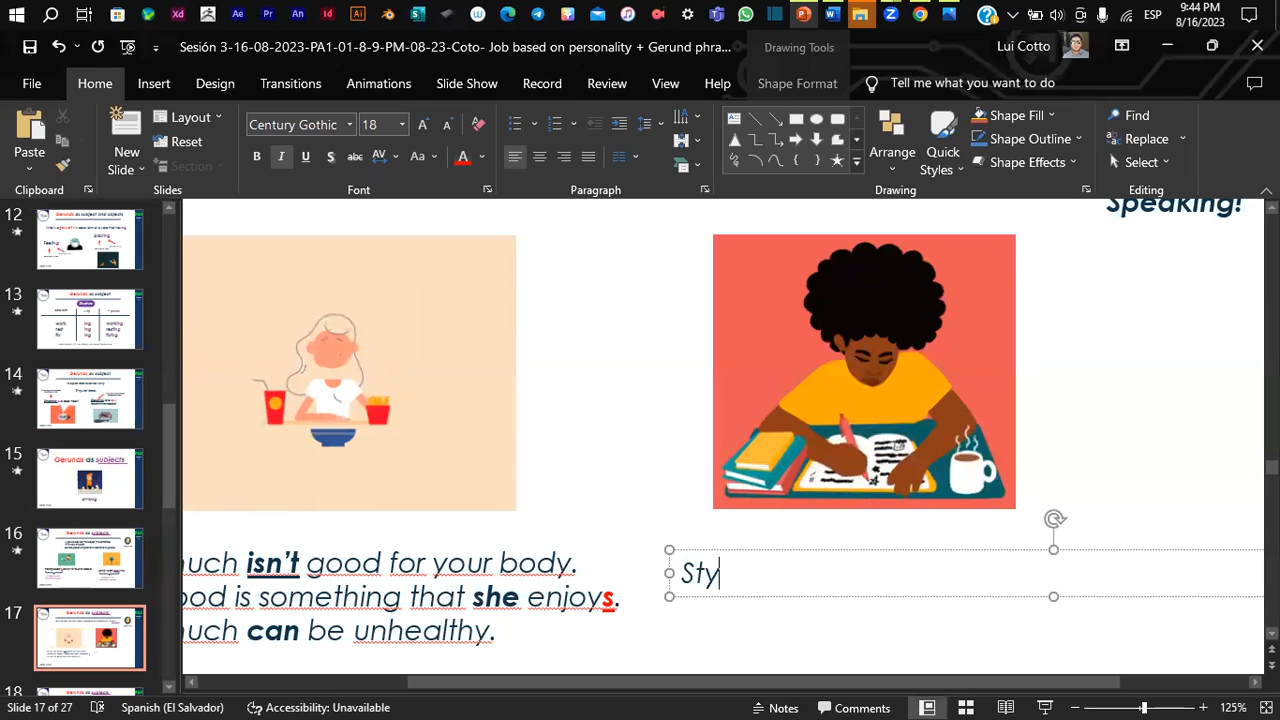 9:44 PM
ESP
8/16/2023
Sesión 3-16-08-2023-PA1-01-8-9-PM-08-23-Coto- Job based on personality + Gerund phra...
Drawing Tools
Lui Cotto
File
Home
Insert
Design
Transitions
Animations
Slide Show
Record
Review
View
Help
Shape Format
Tell me what you want to do
Paste
Clipboard
New
Slide
Layout
Reset
Section
Slides
Century Gothic
18
Font
Paragraph
Arrange
Quick
Styles
Shape Fill
Shape Outline
Shape Effects
Drawing
Find
Replace
Select
Editing
12
13
14
15
Gerunds as subjects
16
17
18
Speaking!
much isn't good for your body.
ood is something that she enjoys.
much can be unhealthy.
Sty
Slide 17 of 27
Spanish (El Salvador)
Accessibility: Unavailable
Notes
Comments
125%